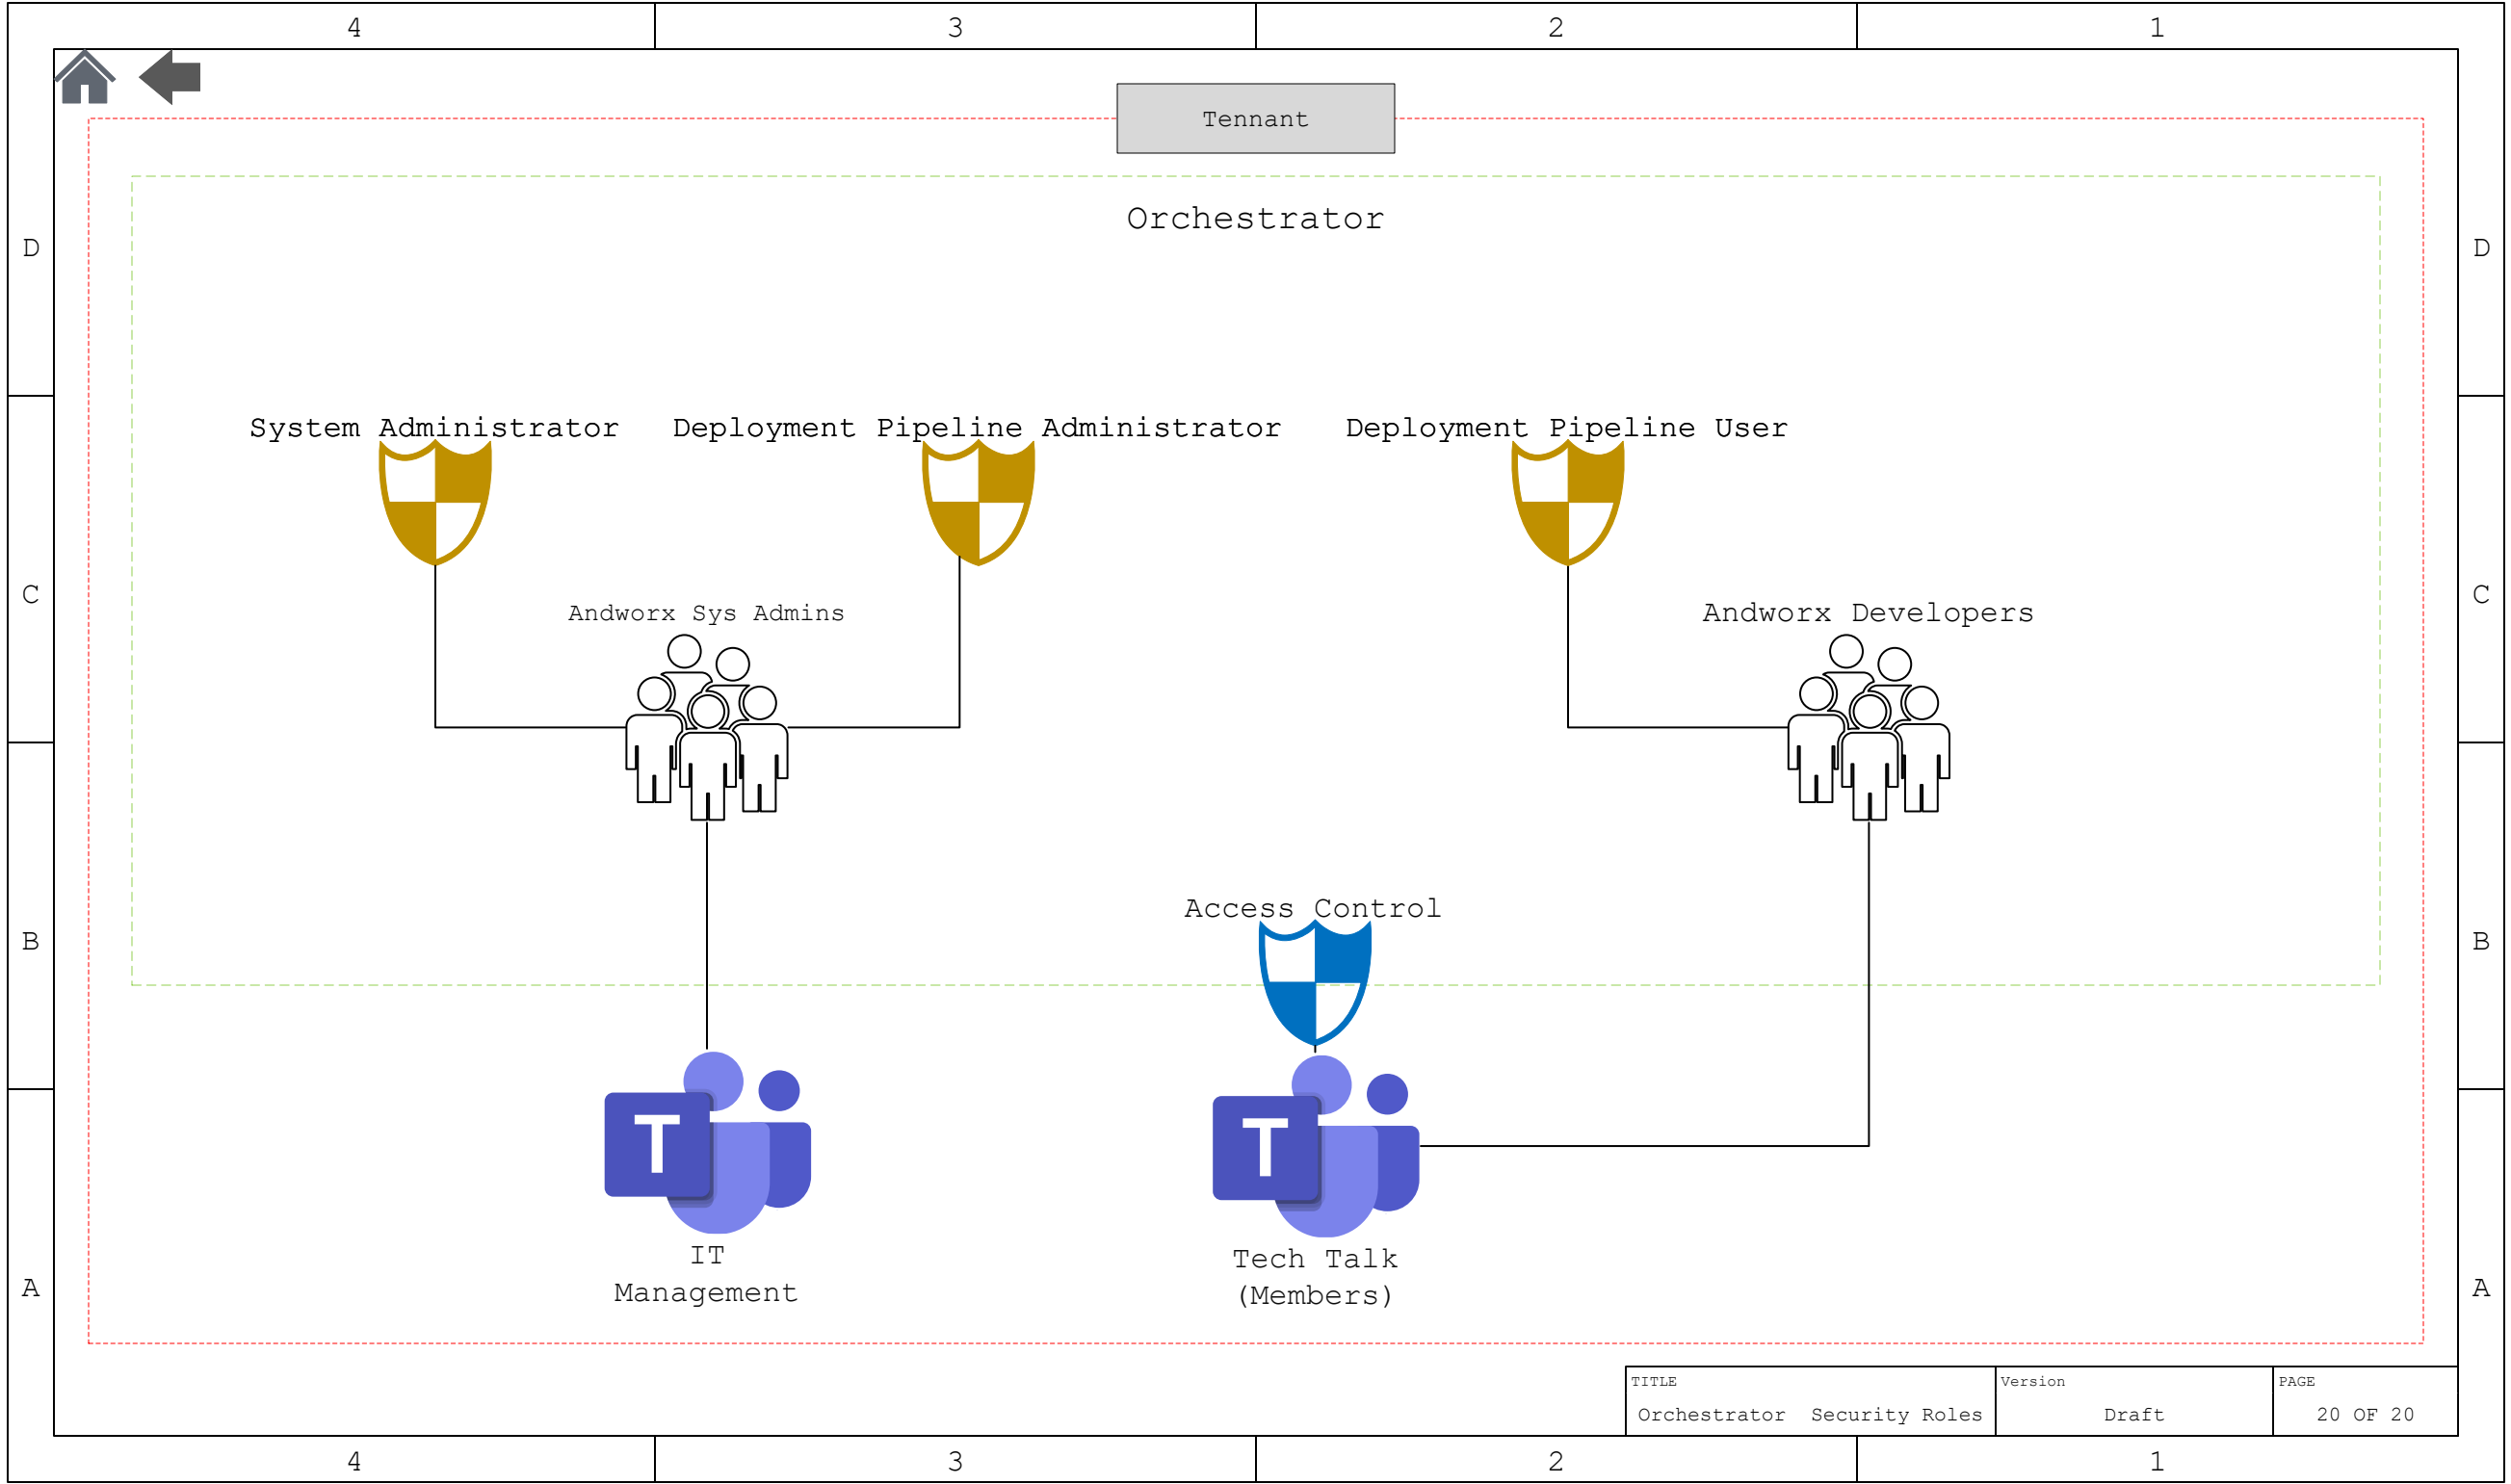 4 3 2 1
Tennant
Orchestrator
D D
System Administrator Deployment Pipeline Administrator Deployment Pipeline User
C C
Andworx Sys Admins Andworx Developers
Access Control
B B
T T
IT
Management
Tech Talk
(Members)
A A
TITLE Version PAGE
Orchestrator Security Roles Draft 20 OF 20
4 3 2 1